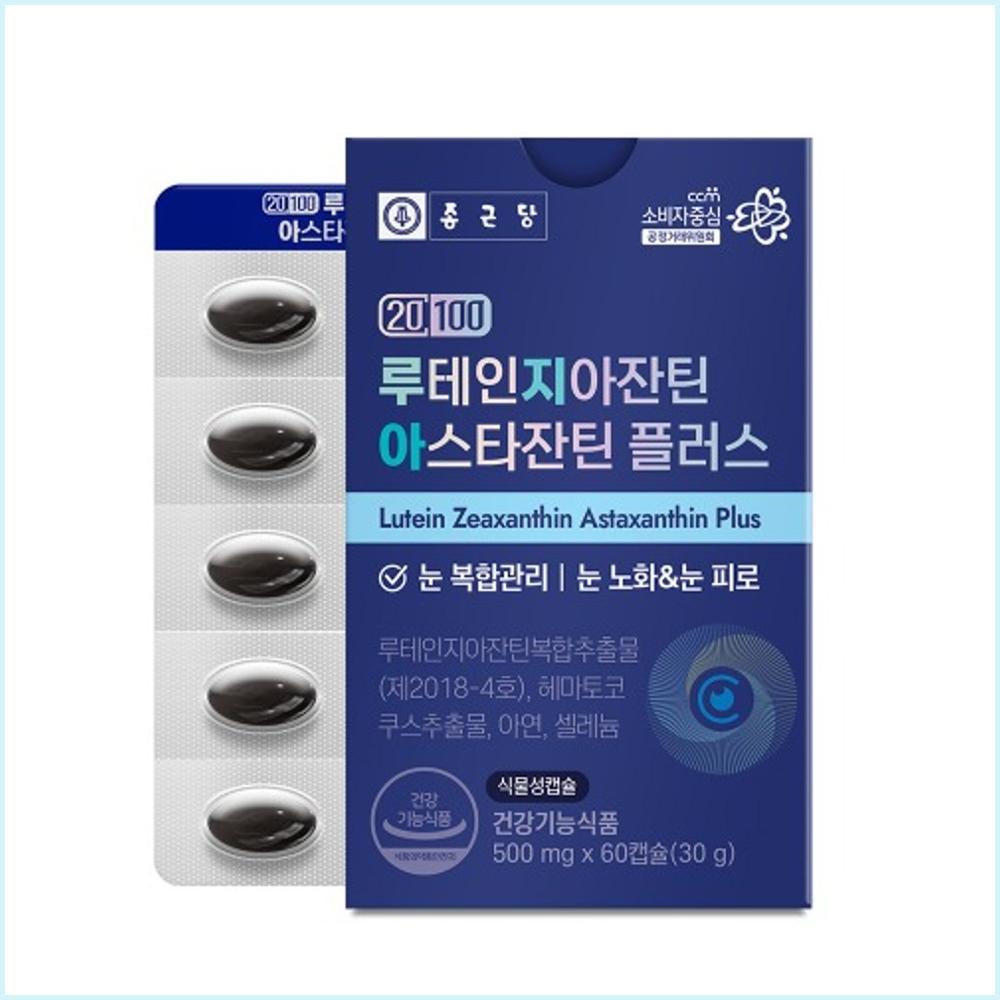 20 100 루
아스타
종근당
ccm
소비자중심
공정거래위원회
20 100
루테인지아잔틴
아스타잔틴 플러스
Lutein Zeaxanthin Astaxanthin Plus
눈 복합관리 | 눈 노화&눈 피로
루테인지아잔틴복합추출물
(제2018-4호), 헤마토코
쿠스추출물, 아연, 셀레늄
식물성캡슐
건강
기능식품
건강기능식품
500 mg x 60캡슐(30 g)